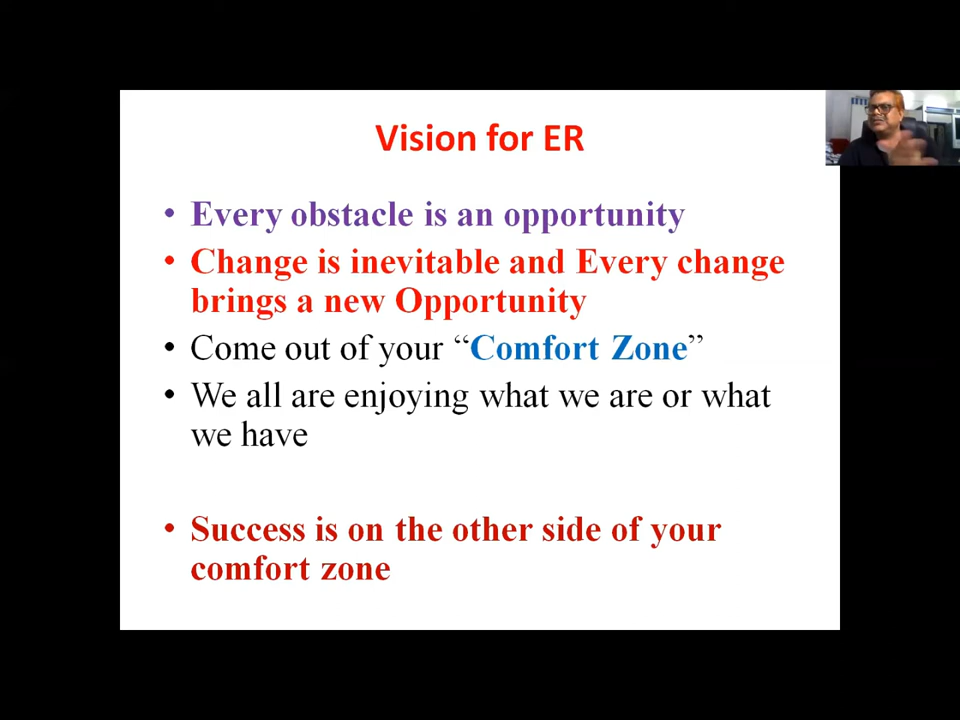 Vision for ER
• Every obstacle is an opportunity
• Change is inevitable and Every change
brings a new Opportunity
• Come out of your “Comfort Zone”
• We all are enjoying what we are or what
we have
• Success is on the other side of your
comfort zone